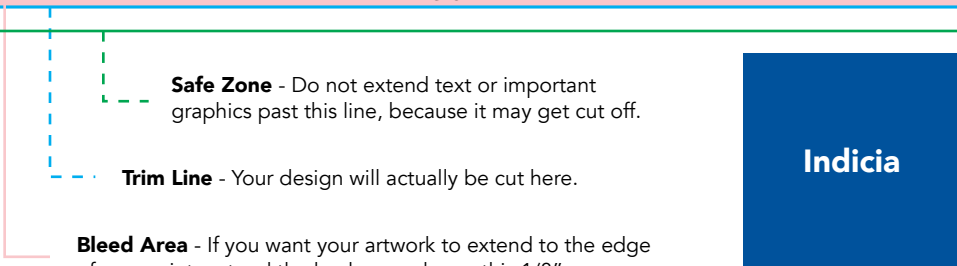 Safe Zone - Do not extend text or important
graphics past this line, because it may get cut off.
Indicia
Trim Line - Your design will actually be cut here.
Bleed Area - If you want your artwork to extend to the edge